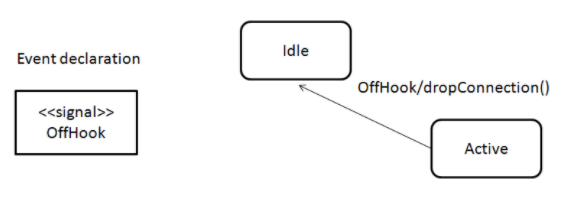 Idle
Event declaration
OffHook/dropConnection()
<<signal>>
OffHook
Active